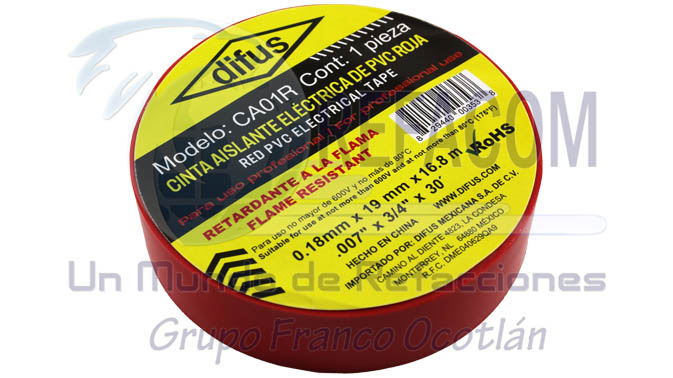 difus
Modelo: CA01R Cont: 1 pieza
CINTA AISLANTE ELÉCTRICA DE PVC ROJA
RED PVC ELECTRICAL TAPE
Para uso profesional / For professional use
RETARDANTE A LA FLAMA
FLAME RESISTANT
Para uso no mayor de 600V y no más de 80°C
Suitable for use at not more than 600V and at not more than 80°C (176°F)
0.18mm x 19 mm x 16.8 m
.007" x 3/4" x 30'
RoHS
WWW.DIFUS.COM
HECHO EN CHINA
IMPORTADO POR: DIFUS MEXICANA S.A. DE C.V.
CAMINO AL DIENTE 4823, LA CONDESA
MONTERREY, NL. 64880 MÉXICO
R.F.C. DME040629QA9
.COM
Un Mundo de Refacciones
Grupo Franco Ocotlán